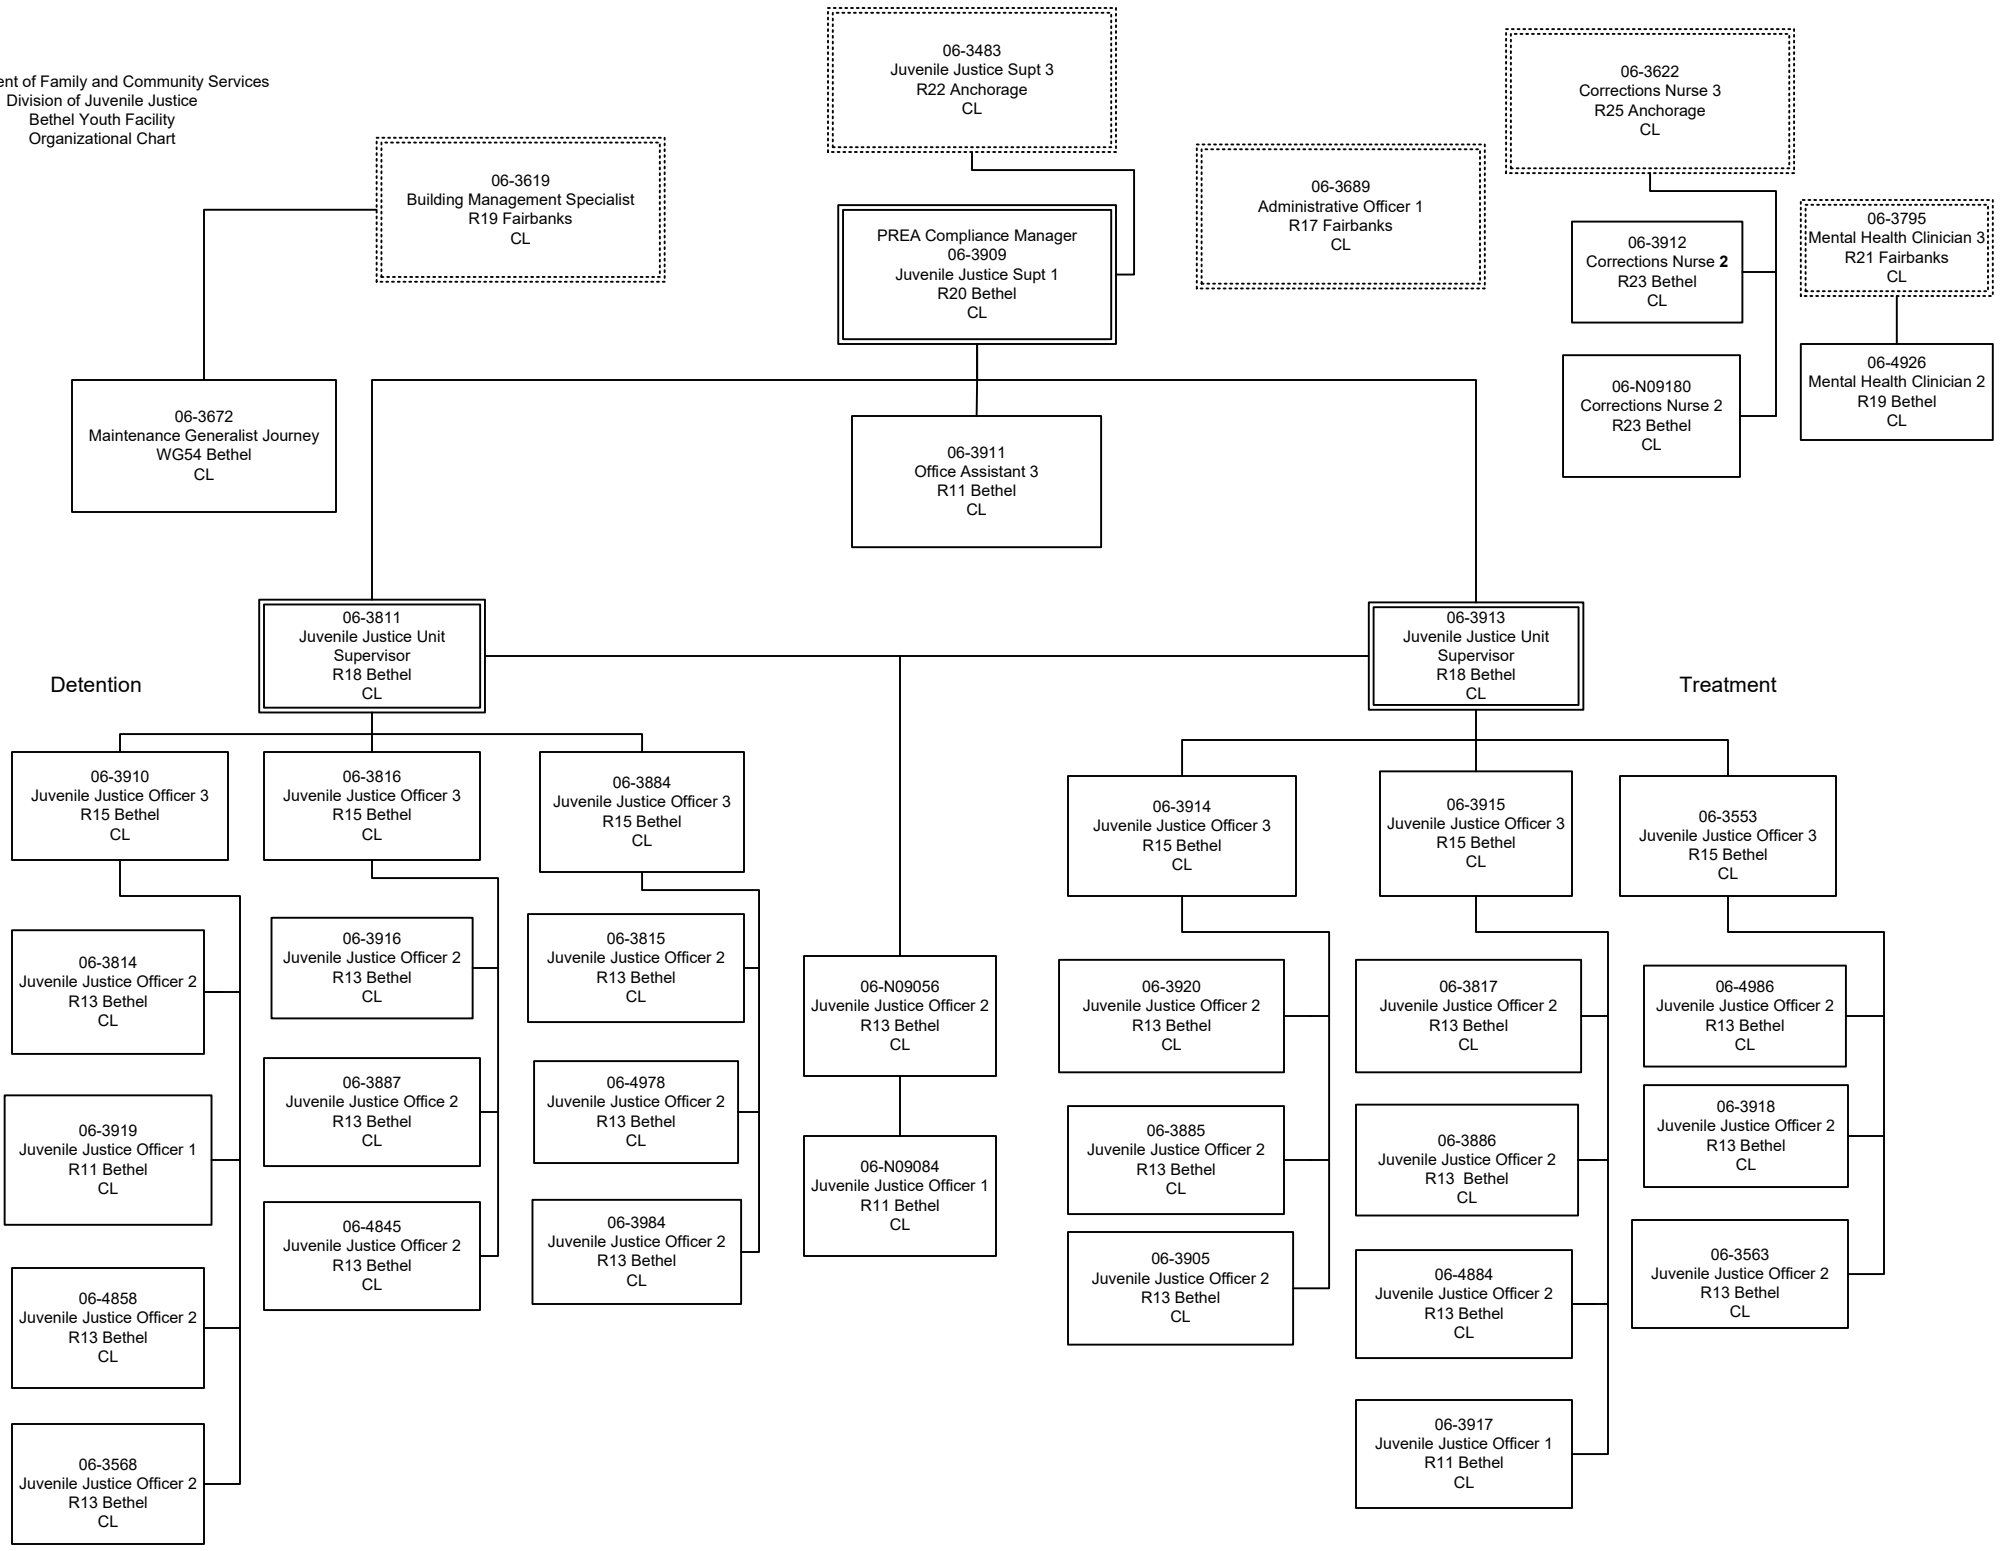 ent of Family and Community Services
Division of Juvenile Justice
Bethel Youth Facility
Organizational Chart
06-3483
Juvenile Justice Supt 3
R22 Anchorage
CL
06-3622
Corrections Nurse 3
R25 Anchorage
CL
06-3619
Building Management Specialist
R19 Fairbanks
CL
PREA Compliance Manager
06-3909
Juvenile Justice Supt 1
R20 Bethel
CL
06-3689
Administrative Officer 1
R17 Fairbanks
CL
06-3912
Corrections Nurse 2
R23 Bethel
CL
06-3795
Mental Health Clinician 3
R21 Fairbanks
CL
06-3672
Maintenance Generalist Journey
WG54 Bethel
CL
06-3911
Office Assistant 3
R11 Bethel
CL
06-N09180
Corrections Nurse 2
R23 Bethel
CL
06-4926
Mental Health Clinician 2
R19 Bethel
CL
06-3811
Juvenile Justice Unit
Supervisor
R18 Bethel
CL
06-3913
Juvenile Justice Unit
Supervisor
R18 Bethel
CL
Detention
Treatment
06-3910
Juvenile Justice Officer 3
R15 Bethel
CL
06-3816
Juvenile Justice Officer 3
R15 Bethel
CL
06-3884
Juvenile Justice Officer 3
R15 Bethel
CL
06-3914
Juvenile Justice Officer 3
R15 Bethel
CL
06-3915
Juvenile Justice Officer 3
R15 Bethel
CL
06-3553
Juvenile Justice Officer 3
R15 Bethel
CL
06-3814
Juvenile Justice Officer 2
R13 Bethel
CL
06-3919
Juvenile Justice Officer 1
R11 Bethel
CL
06-4858
Juvenile Justice Officer 2
R13 Bethel
CL
06-3568
Juvenile Justice Officer 2
R13 Bethel
CL
06-3916
Juvenile Justice Officer 2
R13 Bethel
CL
06-3887
Juvenile Justice Office 2
R13 Bethel
CL
06-4845
Juvenile Justice Officer 2
R13 Bethel
CL
06-3815
Juvenile Justice Officer 2
R13 Bethel
CL
06-4978
Juvenile Justice Officer 2
R13 Bethel
CL
06-3984
Juvenile Justice Officer 2
R13 Bethel
CL
06-N09056
Juvenile Justice Officer 2
R13 Bethel
CL
06-N09084
Juvenile Justice Officer 1
R11 Bethel
CL
06-3920
Juvenile Justice Officer 2
R13 Bethel
CL
06-3885
Juvenile Justice Officer 2
R13 Bethel
CL
06-3905
Juvenile Justice Officer 2
R13 Bethel
CL
06-3817
Juvenile Justice Officer 2
R13 Bethel
CL
06-3886
Juvenile Justice Officer 2
R13 Bethel
CL
06-4884
Juvenile Justice Officer 2
R13 Bethel
CL
06-3917
Juvenile Justice Officer 1
R11 Bethel
CL
06-4986
Juvenile Justice Officer 2
R13 Bethel
CL
06-3918
Juvenile Justice Officer 2
R13 Bethel
CL
06-3563
Juvenile Justice Officer 2
R13 Bethel
CL